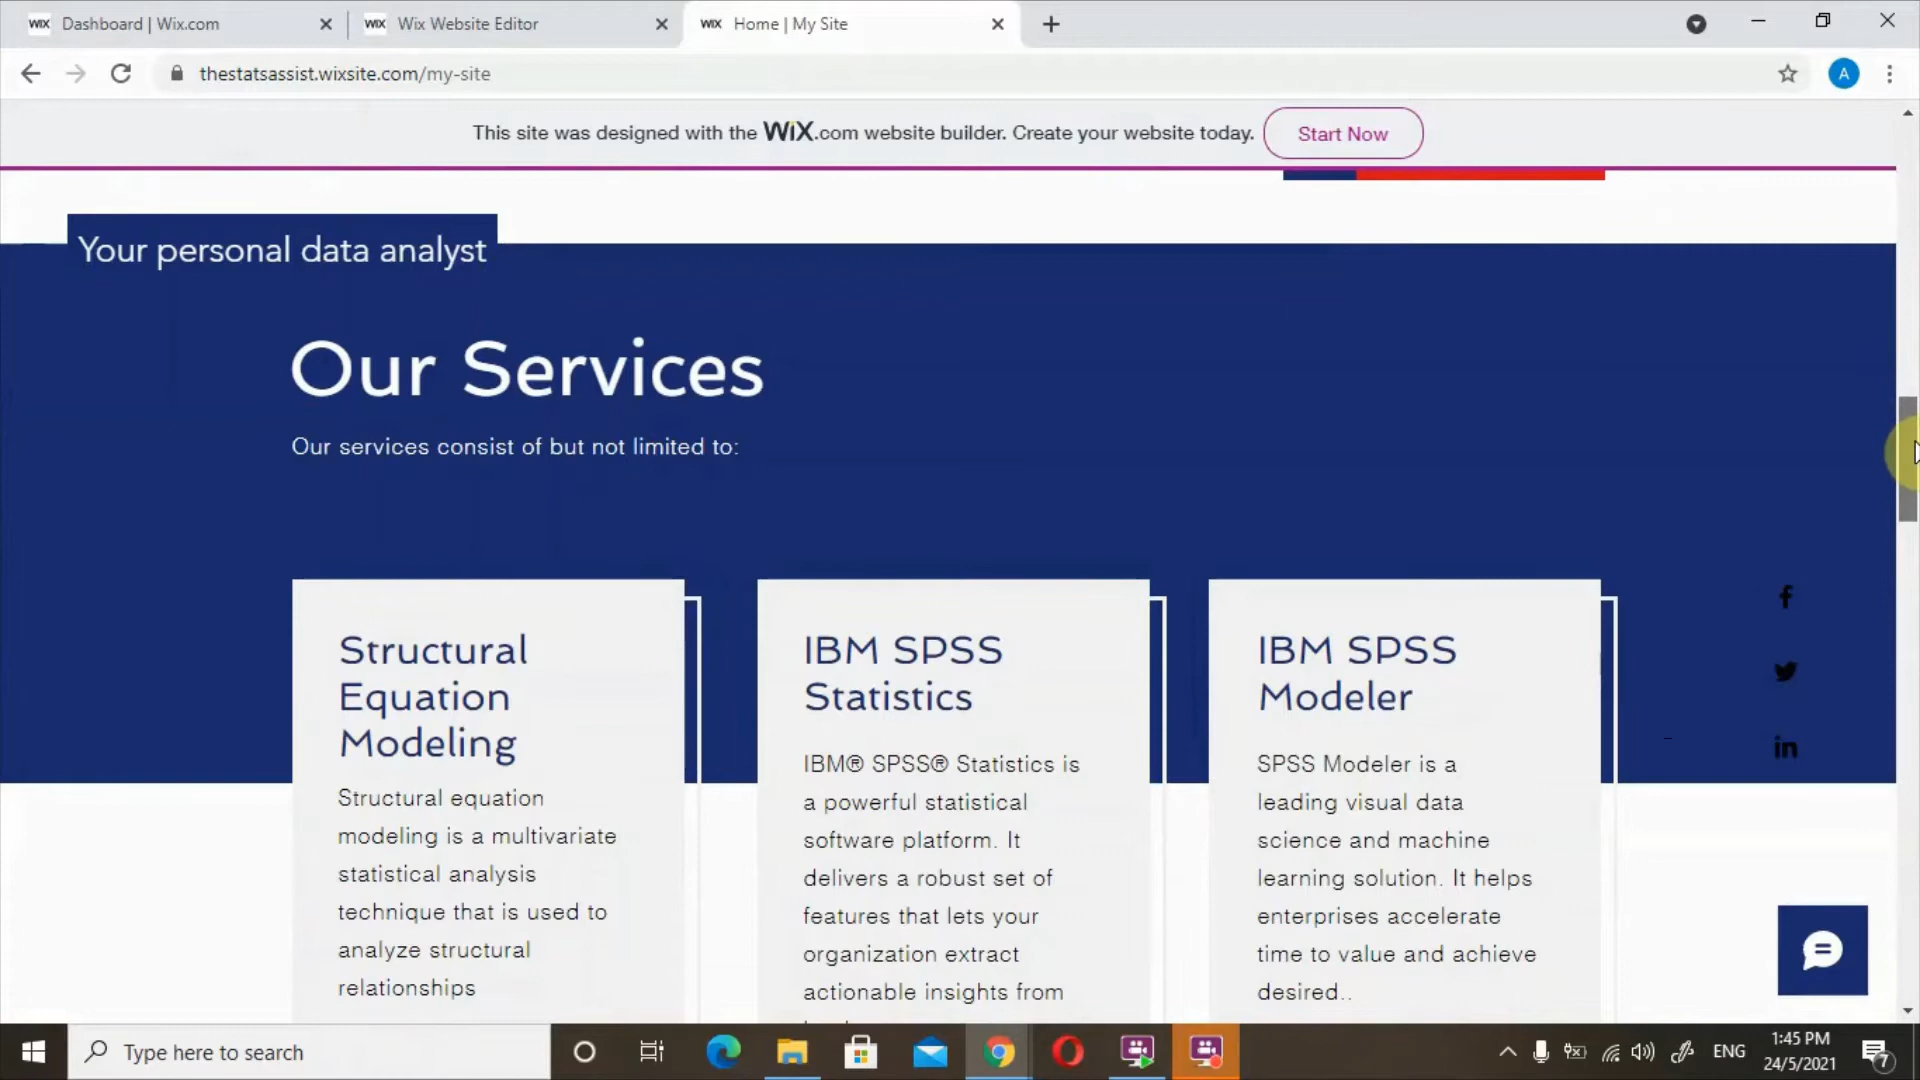 WIX Dashboard | Wix.com
WIX Wix Website Editor
WIX Home | My Site
thestatsassist.wixsite.com/my-site
A
This site was designed with the WiX.com website builder. Create your website today.
Start Now
Your personal data analyst
Our Services
Our services consist of but not limited to:
Structural
Equation
Modeling
Structural equation
modeling is a multivariate
statistical analysis
technique that is used to
analyze structural
relationships
IBM SPSS
Statistics
IBM® SPSS® Statistics is
a powerful statistical
software platform. It
delivers a robust set of
features that lets your
organization extract
actionable insights from
IBM SPSS
Modeler
SPSS Modeler is a
leading visual data
science and machine
learning solution. It helps
enterprises accelerate
time to value and achieve
desired..
f
in
Type here to search
ENG
1:45 PM
24/5/2021
7